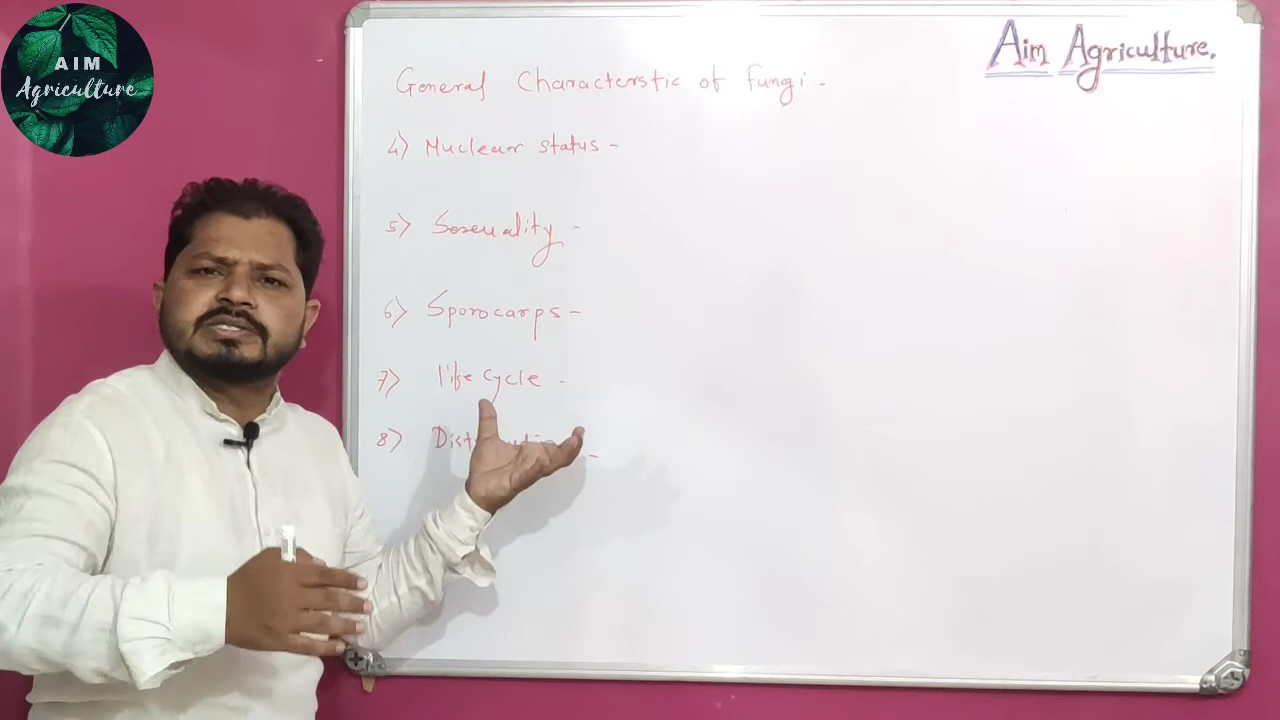 AIM
Agriculture
Aim Agriculture.
General Characterstic of fungi -
4) Nuclear status -
5) Sexuality -
6) Sporocarps -
7) life cycle -
8)